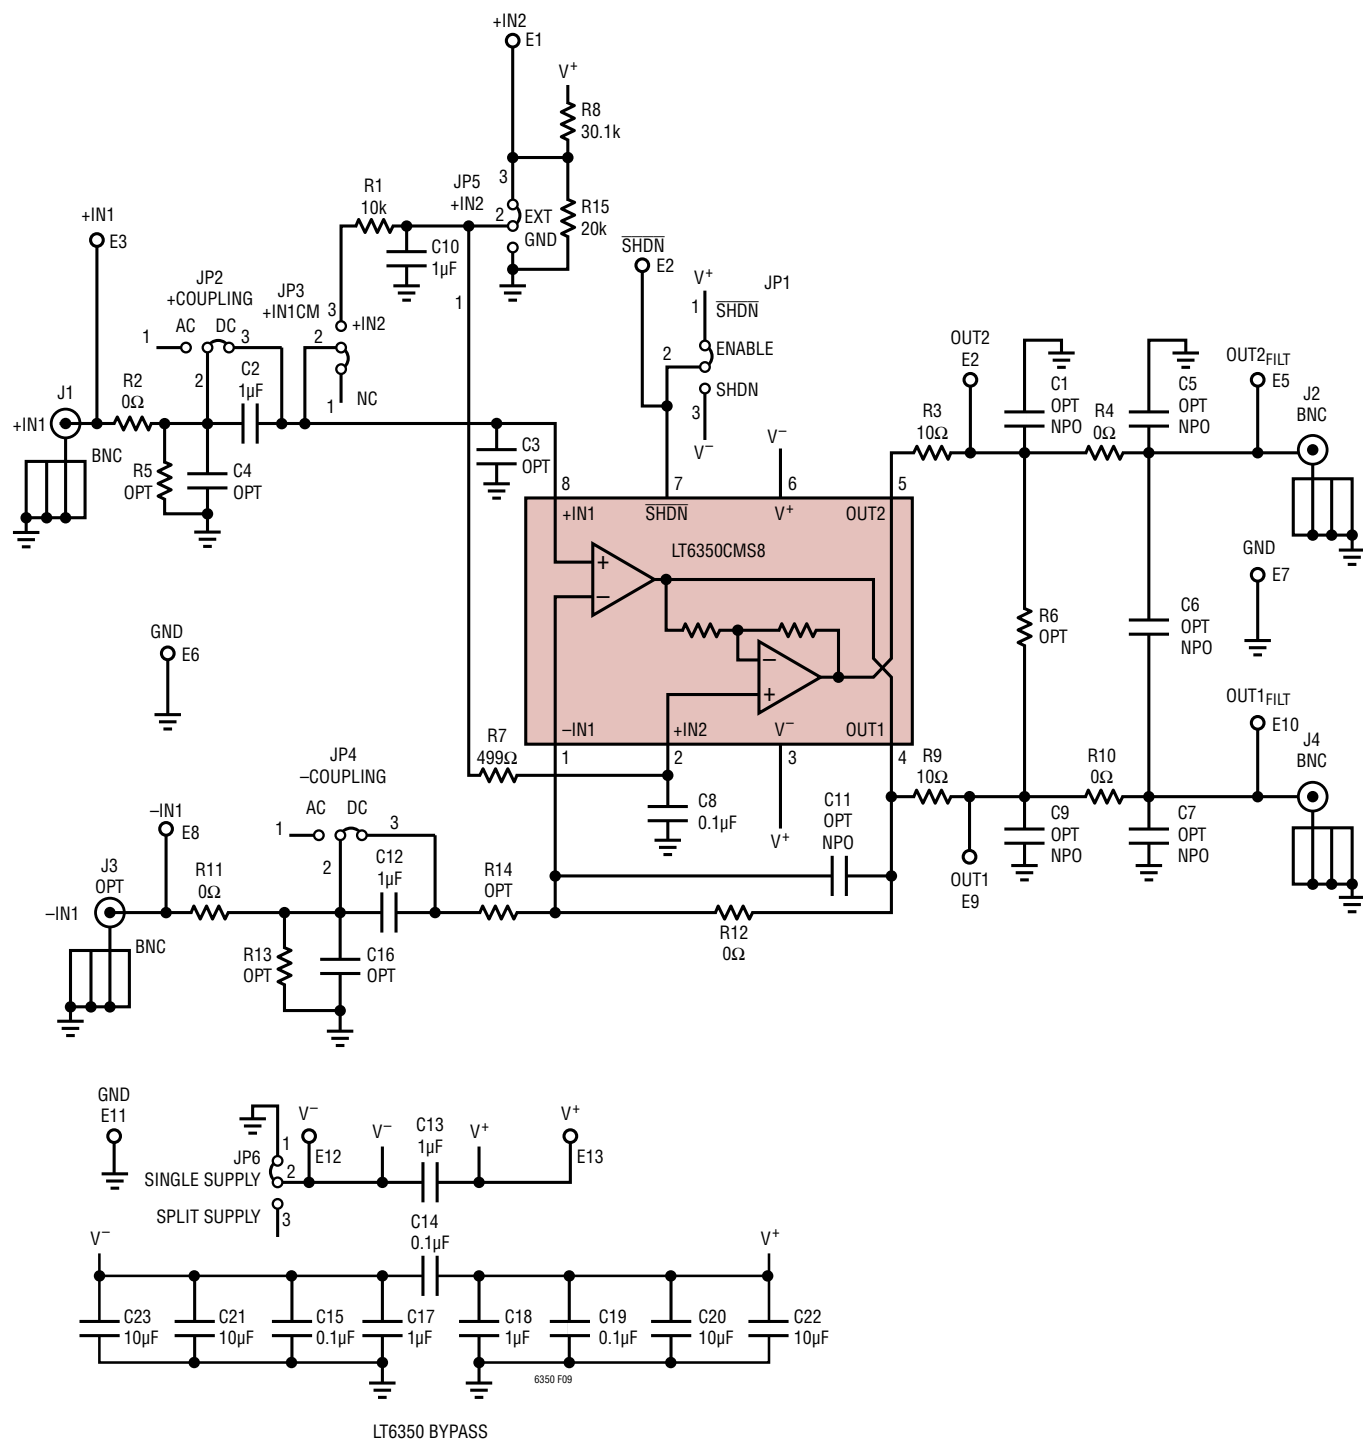 +IN2
E1
V+
R8
30.1k
3
JP5
+IN2
2
EXT
GND
R15
20k
R1
10k
C10
1µF
1
+IN1
E3
JP2
+COUPLING
1
AC
DC
3
2
JP3
+IN1CM
3
+IN2
2
1
NC
SHDN
E2
V+
JP1
1
SHDN
2
ENABLE
SHDN
3
V–
J1
+IN1
BNC
R2
0Ω
C2
1µF
R5
OPT
C4
OPT
C3
OPT
V–
OUT2
E2
C1
OPT
NPO
C5
OPT
NPO
OUT2FILT
E5
J2
BNC
R3
10Ω
R4
0Ω
8
7
6
5
+IN1
SHDN
V+
OUT2
LT6350CMS8
+
–
–
+
–IN1
+IN2
V–
OUT1
1
2
3
4
GND
E7
R6
OPT
C6
OPT
NPO
GND
E6
OUT1FILT
E10
J4
BNC
R7
499Ω
C8
0.1µF
V+
C11
OPT
NPO
R9
10Ω
R10
0Ω
C9
OPT
NPO
C7
OPT
NPO
OUT1
E9
JP4
–COUPLING
1
AC
DC
3
2
–IN1
E8
J3
OPT
–IN1
BNC
R11
0Ω
C12
1µF
R14
OPT
R12
0Ω
R13
OPT
C16
OPT
GND
E11
1
JP6
2
SINGLE SUPPLY
SPLIT SUPPLY
3
V–
E12
V–
C13
1µF
V+
V+
E13
C14
0.1µF
V–
V+
C23
10µF
C21
10µF
C15
0.1µF
C17
1µF
C18
1µF
C19
0.1µF
C20
10µF
C22
10µF
6350 F09
LT6350 BYPASS